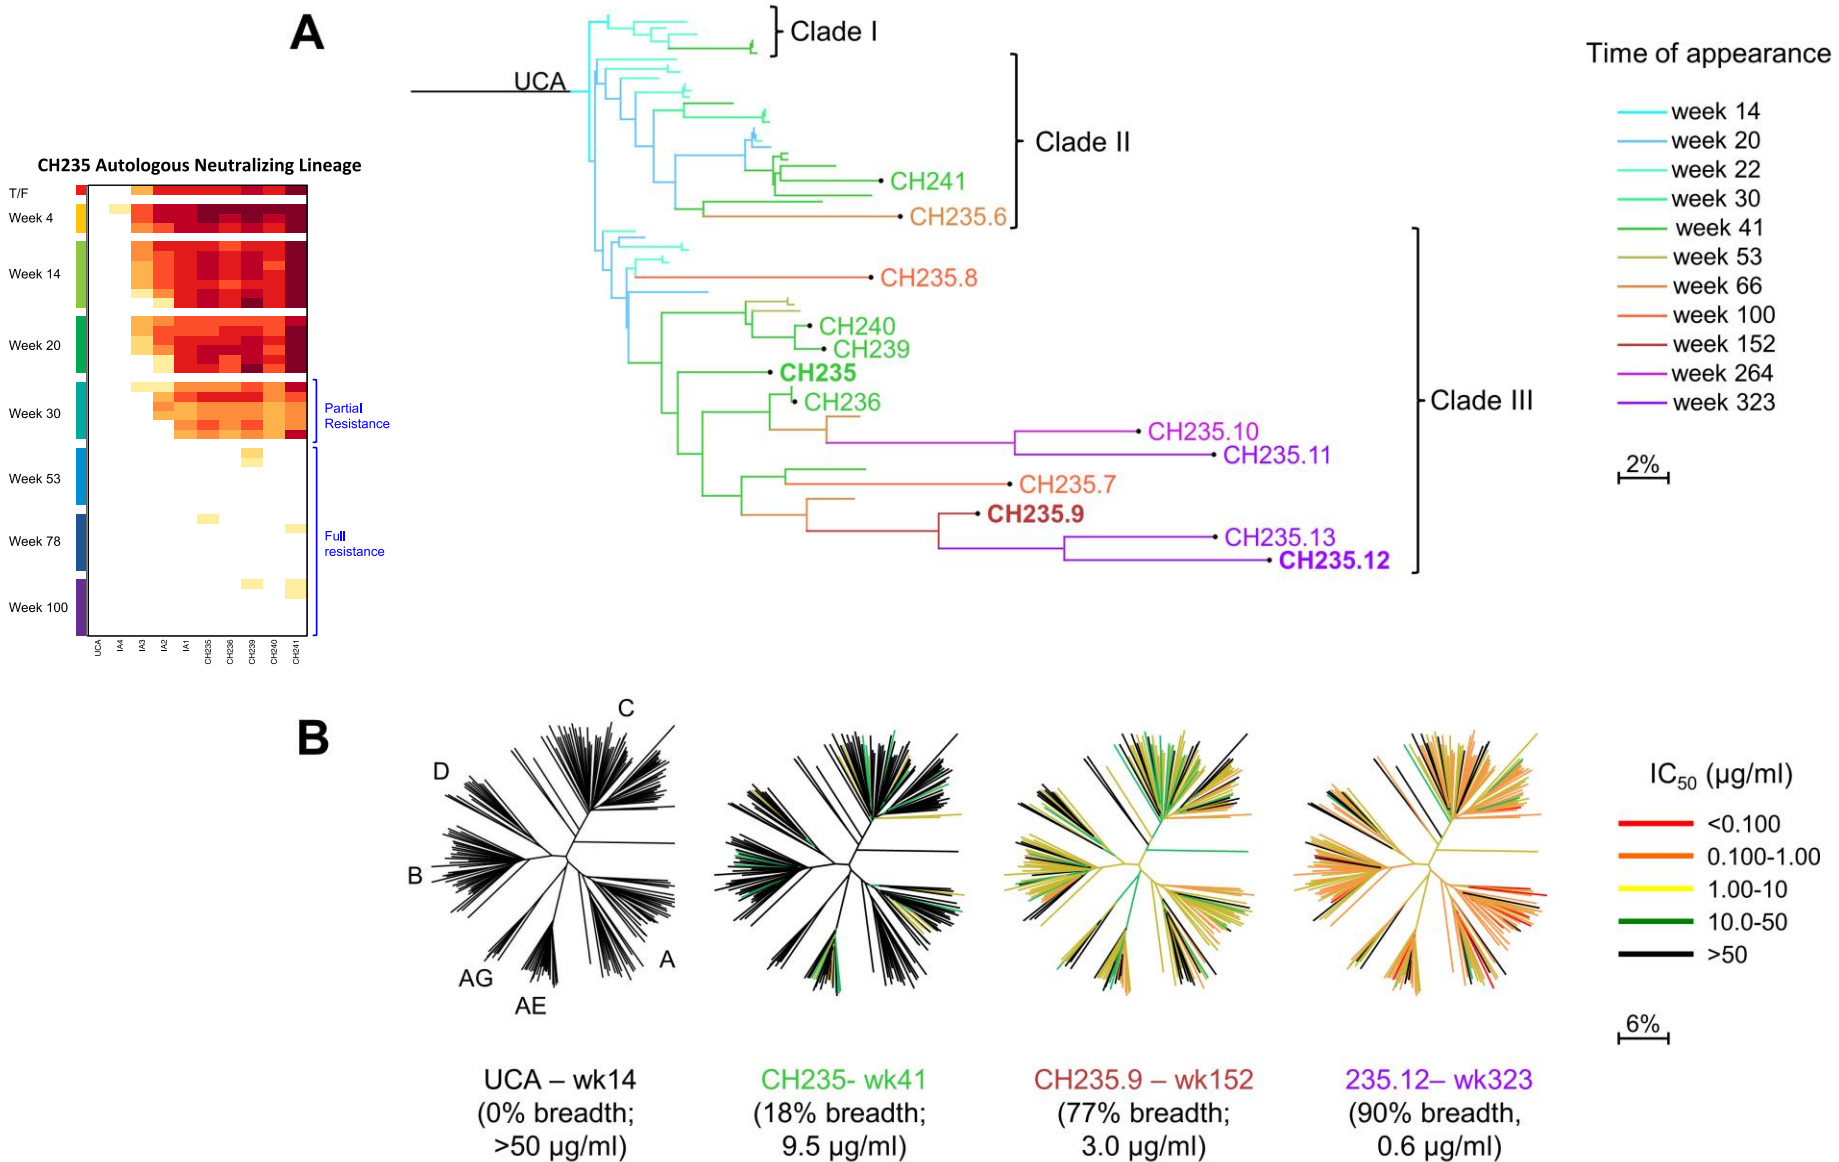 A
CH235 Autologous Neutralizing Lineage
T/F
Week 4
Week 14
Week 20
Week 30
Week 53
Week 78
Week 100
Partial
Resistance
Full
resistance
UCA
IA4
IA3
IA2
IA1
CH235
CH236
CH239
CH240
CH241
UCA
Clade I
Clade II
CH241
CH235.6
CH235.8
CH240
CH239
CH235
CH236
CH235.10
CH235.11
CH235.7
CH235.9
CH235.13
CH235.12
Clade III
Time of appearance
week 14
week 20
week 22
week 30
week 41
week 53
week 66
week 100
week 152
week 264
week 323
2%
B
C
D
B
AG
AE
A
IC50 (µg/ml)
<0.100
0.100-1.00
1.00-10
10.0-50
>50
6%
UCA – wk14
(0% breadth;
>50 µg/ml)
CH235- wk41
(18% breadth;
9.5 µg/ml)
CH235.9 – wk152
(77% breadth;
3.0 µg/ml)
235.12– wk323
(90% breadth,
0.6 µg/ml)